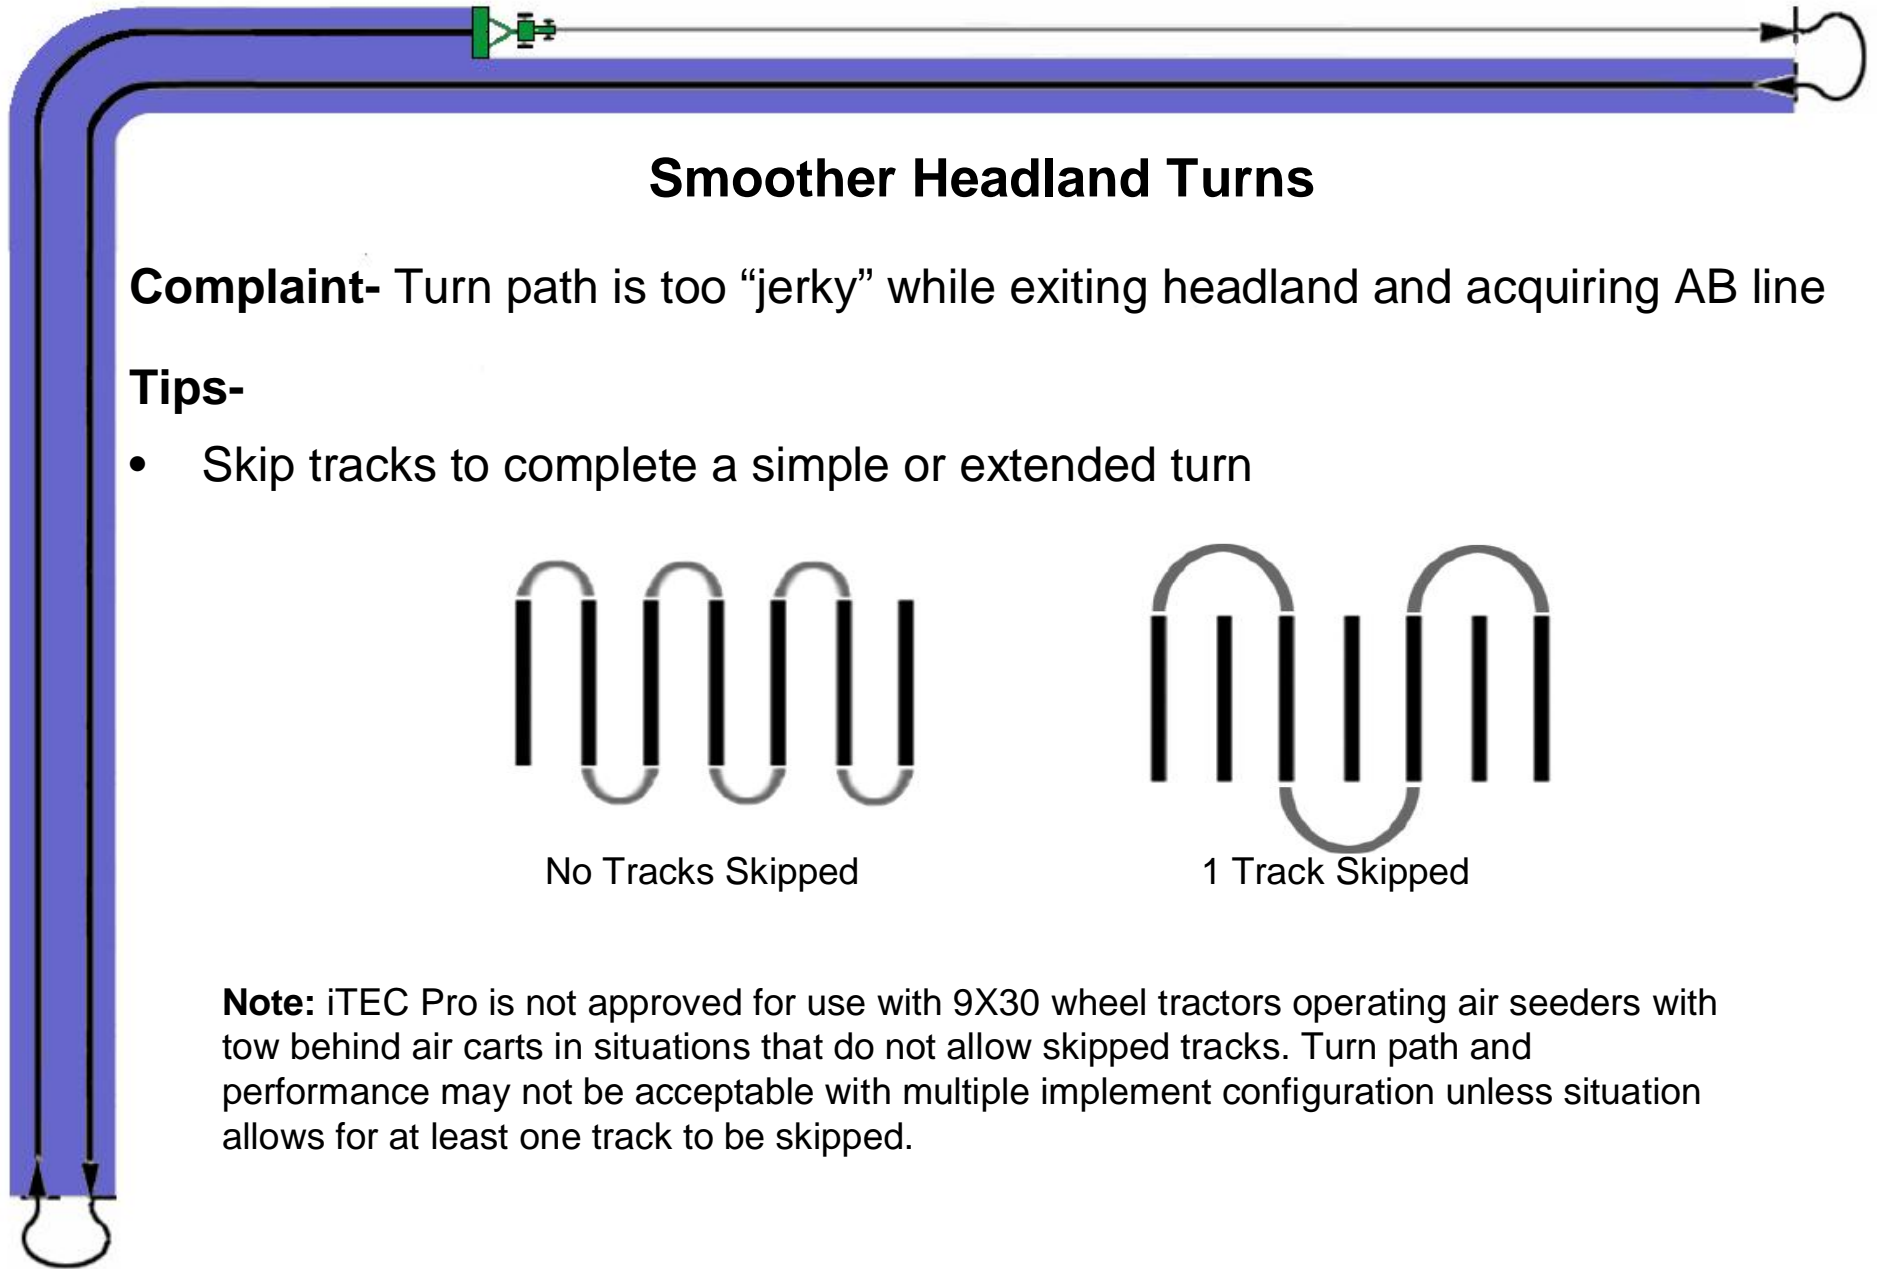 Smoother Headland Turns
Complaint- Turn path is too “jerky” while exiting headland and acquiring AB line
Tips-
• Skip tracks to complete a simple or extended turn
No Tracks Skipped
1 Track Skipped
Note: iTEC Pro is not approved for use with 9X30 wheel tractors operating air seeders with
tow behind air carts in situations that do not allow skipped tracks. Turn path and
performance may not be acceptable with multiple implement configuration unless situation
allows for at least one track to be skipped.